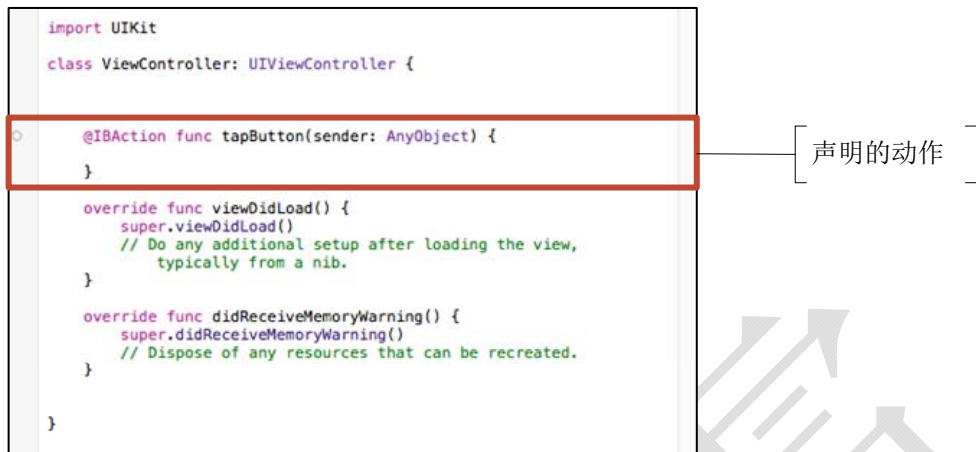 import UIKit
class ViewController: UIViewController {
@IBAction func tapButton(sender: AnyObject) {
}
声明的动作
override func viewDidLoad() {
super.viewDidLoad()
// Do any additional setup after loading the view,
typically from a nib.
}
override func didReceiveMemoryWarning() {
super.didReceiveMemoryWarning()
// Dispose of any resources that can be recreated.
}
}